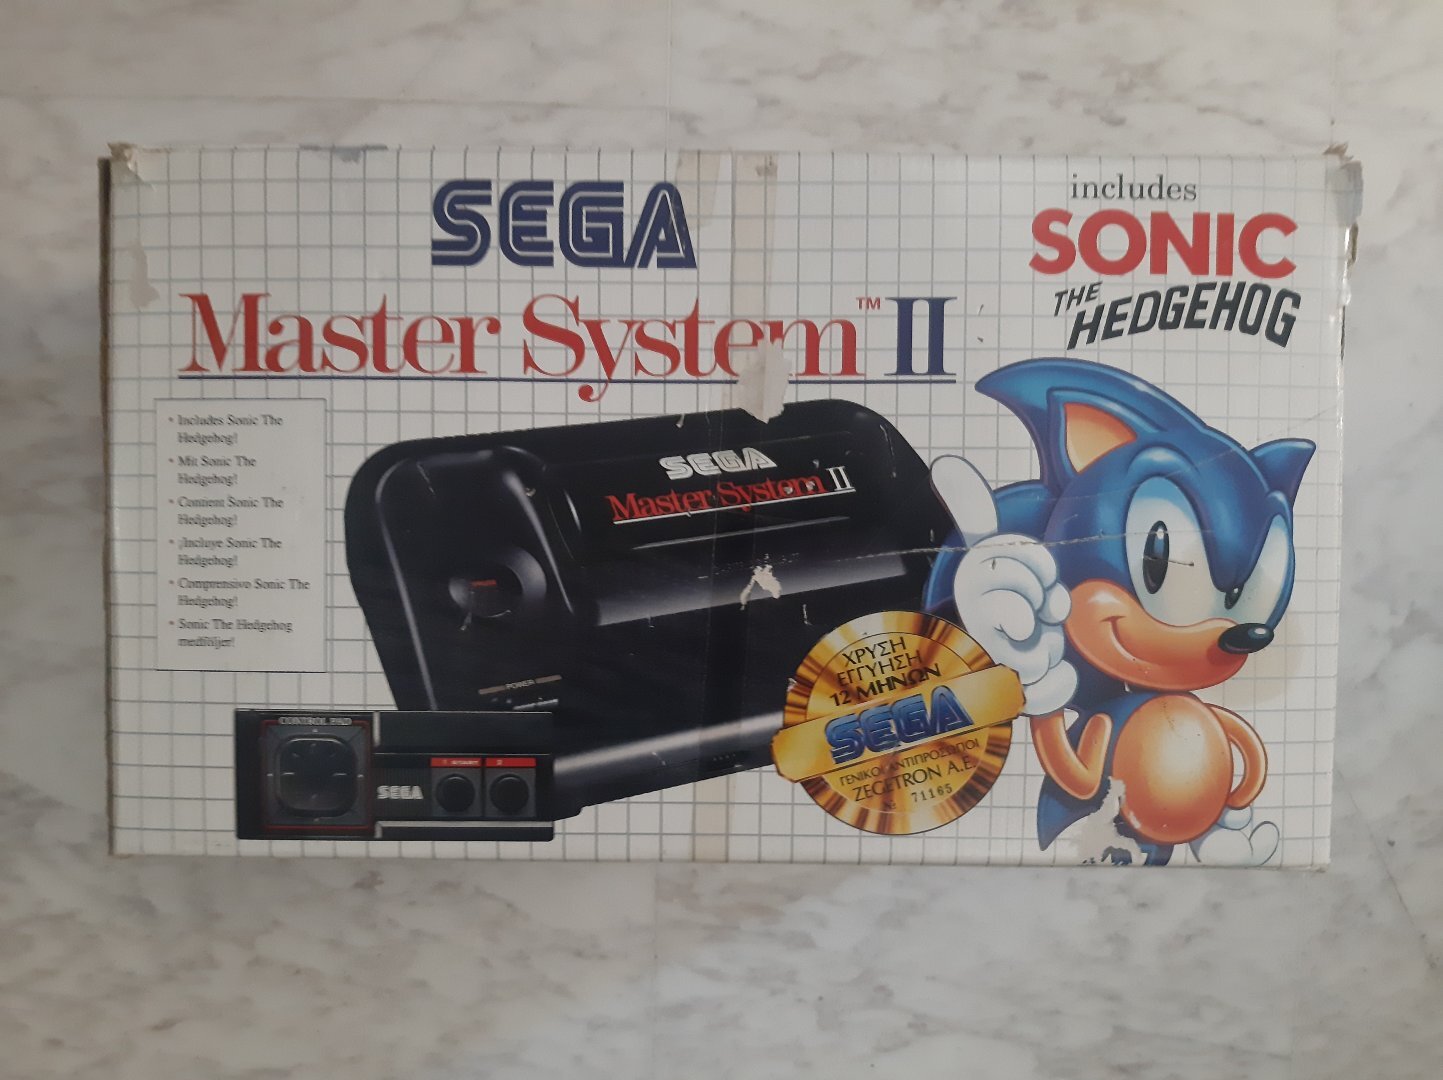 SEGA
Master System™ II
includes
SONIC
THE
HEDGEHOG
• Includes Sonic The
Hedgehog!
• Mit Sonic The
Hedgehog!
• Contient Sonic The
Hedgehog!
• ¡Incluye Sonic The
Hedgehog!
• Comprensivo Sonic The
Hedgehog!
• Sonic The Hedgehog
medföljer!
SEGA
Master System II
POWER
CONTROL PAD
1 START 2
SEGA
ΧΡΥΣΗ
ΕΓΓΥΗΣΗ
12 ΜΗΝΩΝ
SEGA
ΓΕΝΙΚΟΙ ΑΝΤΙΠΡΟΣΩΠΟΙ
ZEGETRON A.E.
№ 71165